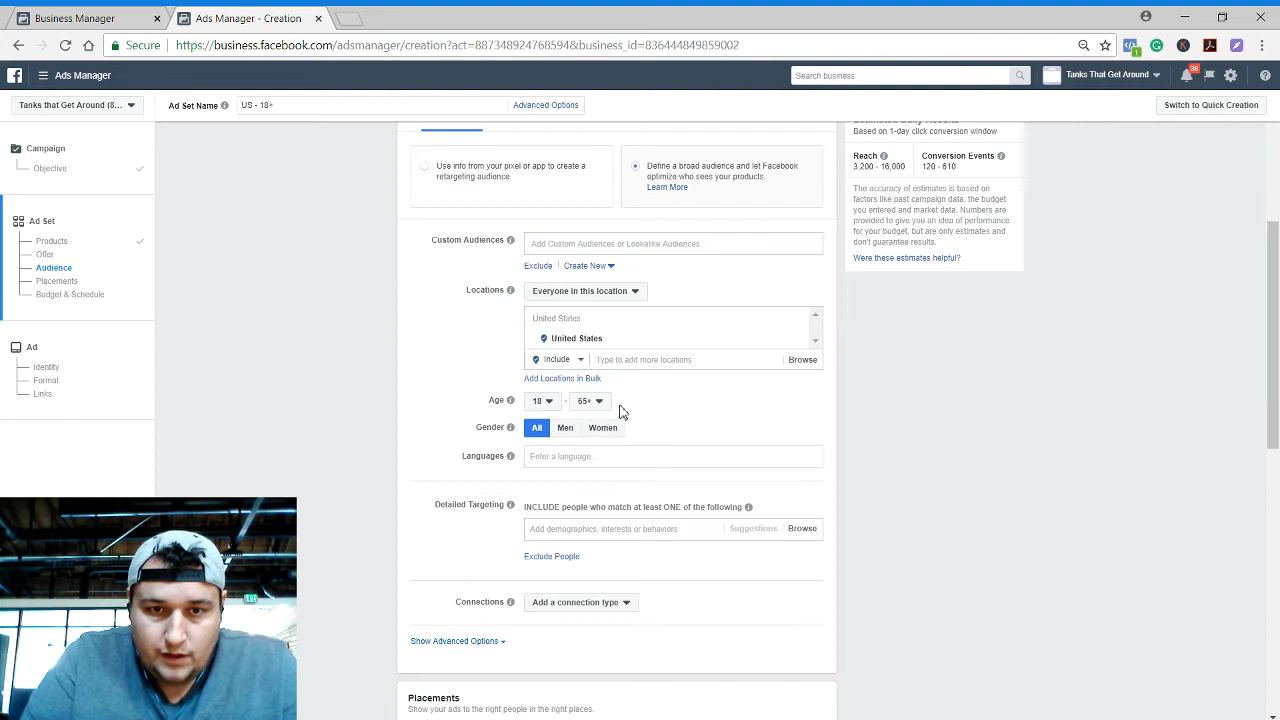 Business Manager
Ads Manager - Creation
Secure
https://business.facebook.com/adsmanager/creation?act=873490247685948&business_id=836444849859002
1
Ads Manager
Search business
Tanks That Get Around
38
Tanks that Get Around (8...
Ad Set Name
US - 18+
Advanced Options
Switch to Quick Creation
Campaign
Objective
Ad Set
Products
Offer
Audience
Placements
Budget & Schedule
Ad
Identity
Format
Links
Use info from your pixel or app to create a
retargeting audience.
Define a broad audience and let Facebook
optimize who sees your products.
Learn More
Custom Audiences
Add Custom Audiences or Lookalike Audiences
Exclude
Create New
Locations
Everyone in this location
United States
United States
Include
Type to add more locations
Browse
Add Locations in Bulk
Age
18
-
65+
Gender
All
Men
Women
Languages
Enter a language...
Detailed Targeting
INCLUDE people who match at least ONE of the following
Add demographics, interests or behaviors
Suggestions
Browse
Exclude People
Connections
Add a connection type
Show Advanced Options
Placements
Show your ads to the right people in the right places.
Estimated Daily Results
Based on 1-day click conversion window
Reach
3,200 - 16,000
Conversion Events
120 - 610
The accuracy of estimates is based on
factors like past campaign data, the budget
you entered and market data. Numbers are
provided to give you an idea of performance
for your budget, but are only estimates and
don't guarantee results.
Were these estimates helpful?